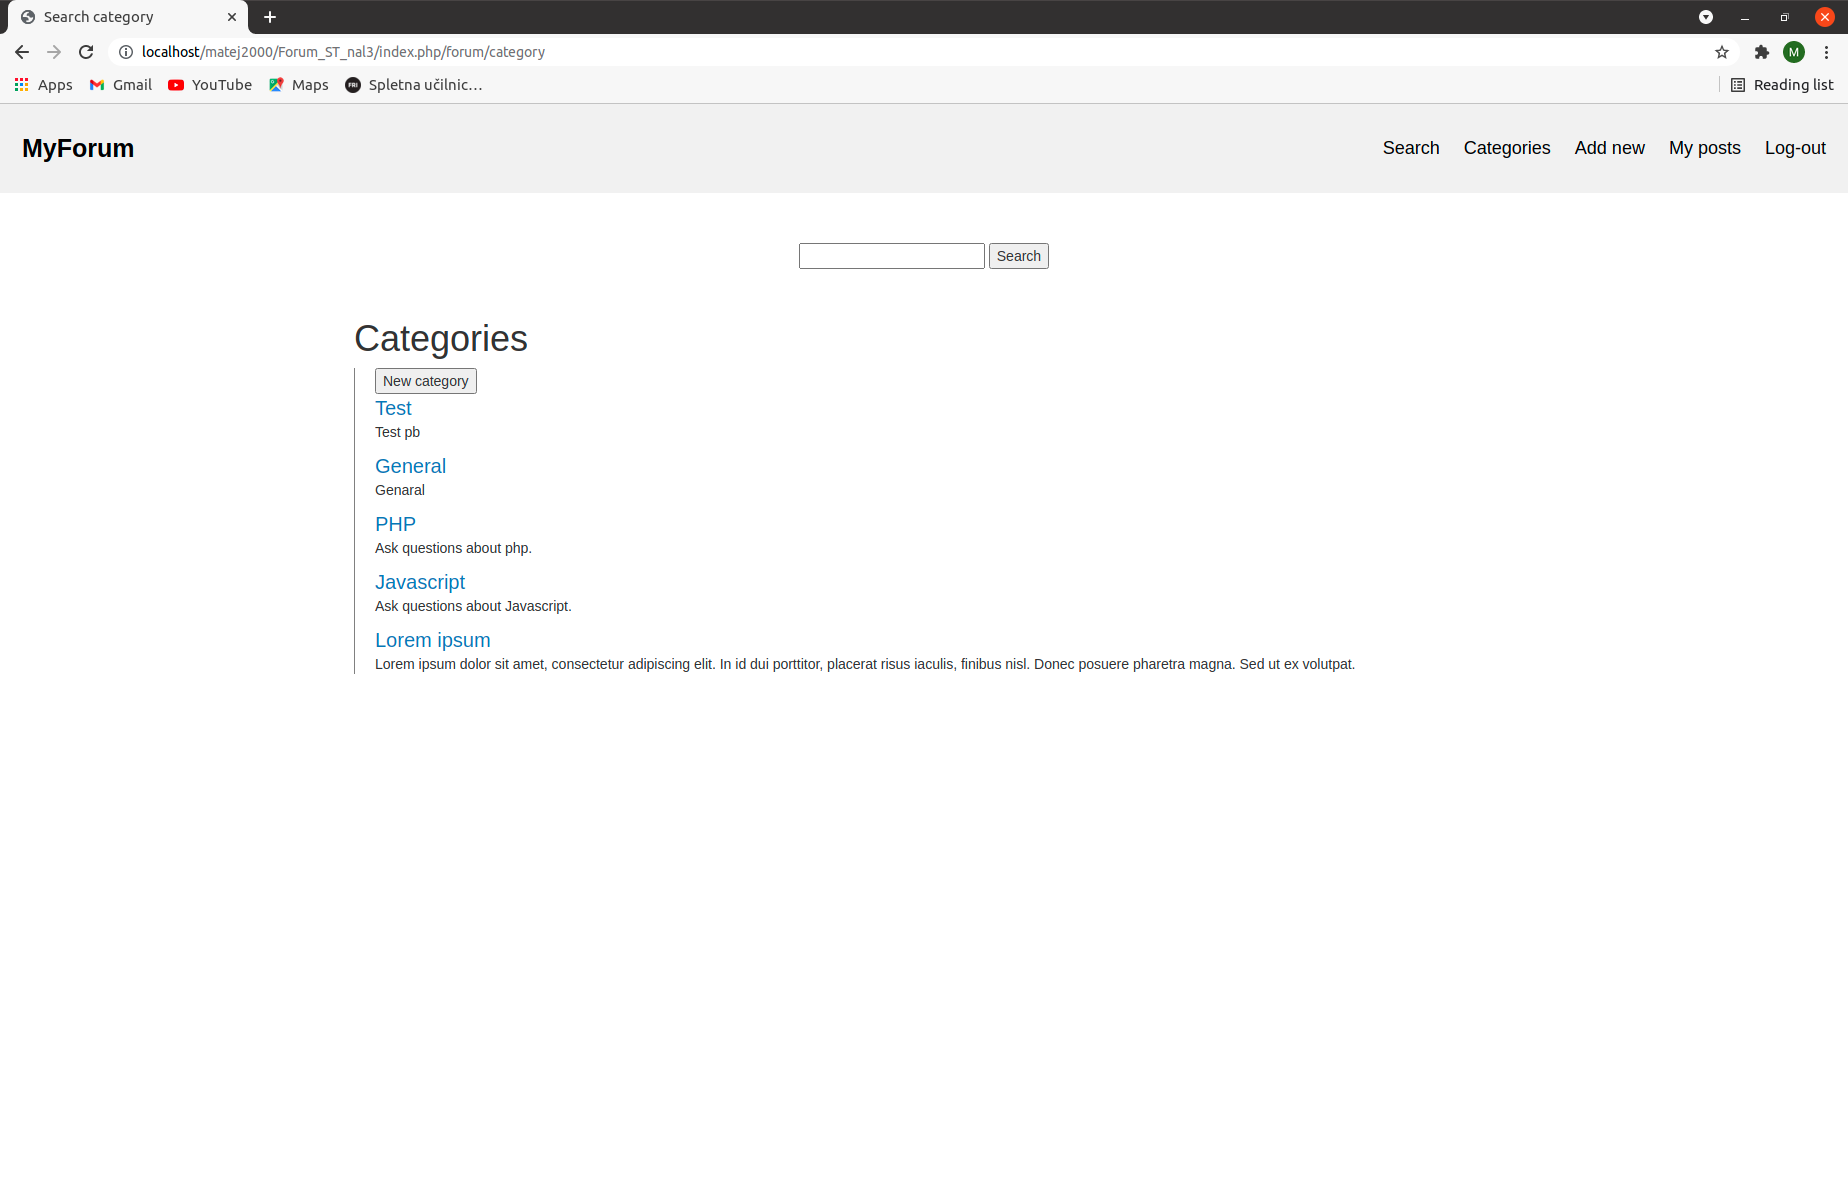 Search category
localhost/matej2000/Forum_ST_nal3/index.php/forum/category
M
Apps Gmail YouTube Maps FRI Spletna učilnic… Reading list
MyForum Search Categories Add new My posts Log-out
Search
Categories
New category
Test
Test pb
General
Genaral
PHP
Ask questions about php.
Javascript
Ask questions about Javascript.
Lorem ipsum
Lorem ipsum dolor sit amet, consectetur adipiscing elit. In id dui porttitor, placerat risus iaculis, finibus nisl. Donec posuere pharetra magna. Sed ut ex volutpat.